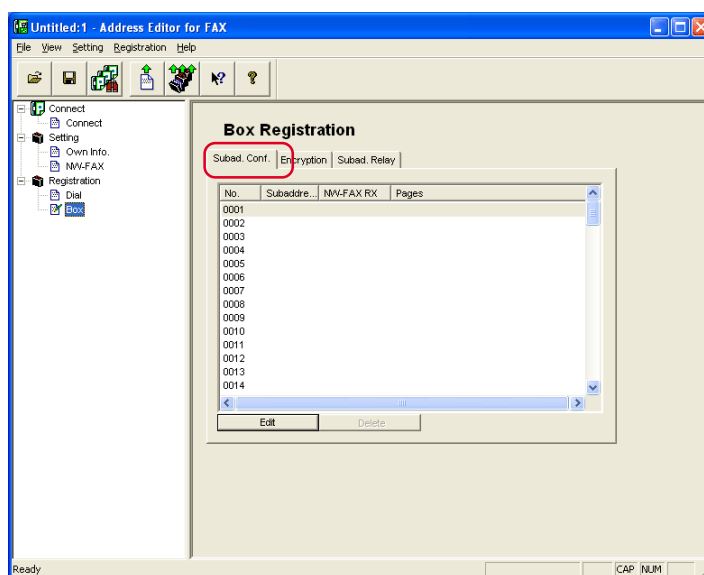 Untitled:1 - Address Editor for FAX
File View Setting Registration Help
Connect
Connect
Setting
Own Info.
NW-FAX
Registration
Dial
Box
Box Registration
Subad. Conf. Encryption Subad. Relay
No. Subaddre... NW-FAX RX Pages
0001
0002
0003
0004
0005
0006
0007
0008
0009
0010
0011
0012
0013
0014
Edit Delete
Ready CAP NUM